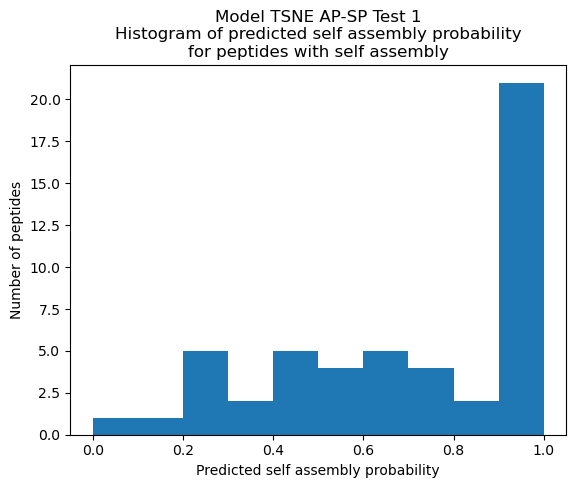 Model TSNE AP-SP Test 1
Histogram of predicted self assembly probability
for peptides with self assembly
20.0
17.5
15.0
12.5
10.0
7.5
5.0
2.5
0.0
Number of peptides
0.0 0.2 0.4 0.6 0.8 1.0
Predicted self assembly probability